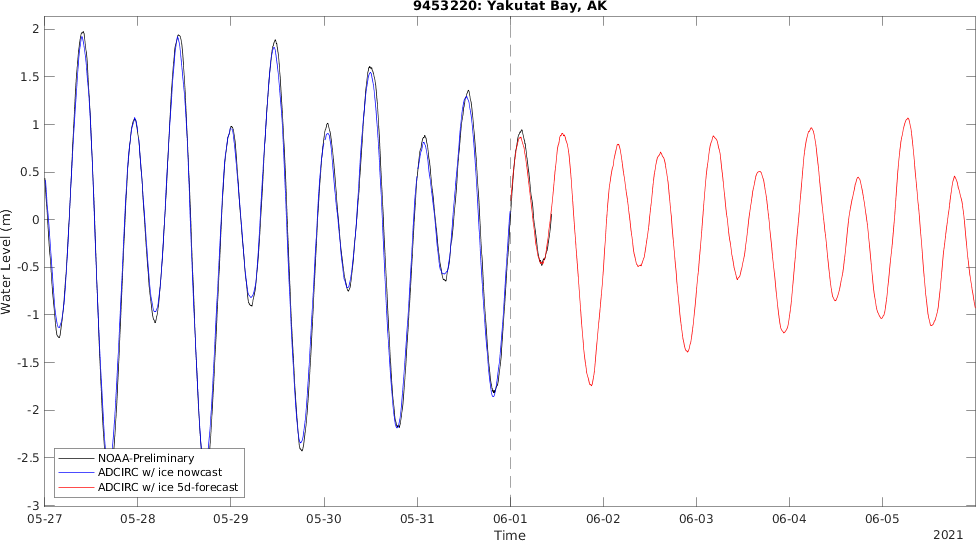 9453220: Yakutat Bay, AK
Water Level (m)
2
1.5
1
0.5
0
-0.5
-1
-1.5
-2
-2.5
-3
NOAA-Preliminary
ADCIRC w/ ice nowcast
ADCIRC w/ ice 5d-forecast
05-27 05-28 05-29 05-30 05-31 06-01 06-02 06-03 06-04 06-05
Time
2021